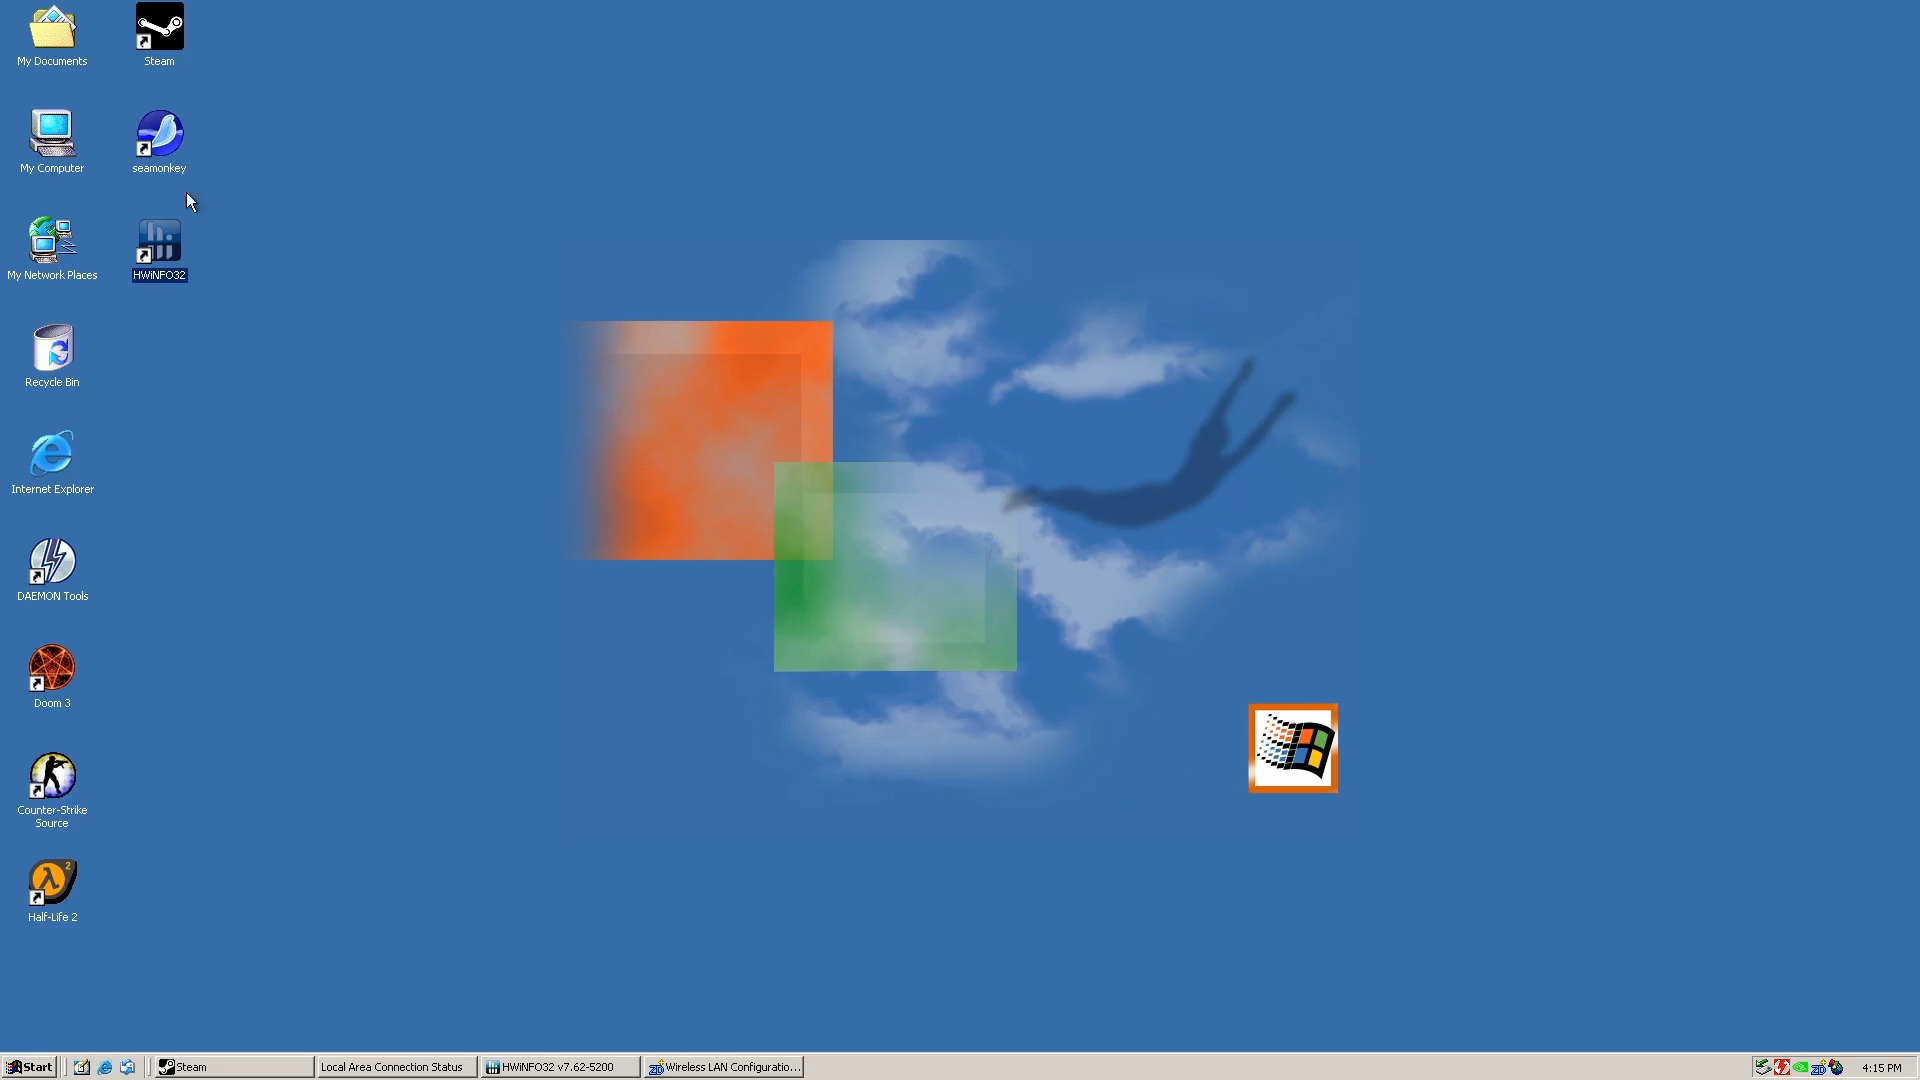 My Documents
Steam
My Computer
seamonkey
My Network Places
HWiNFO32
Recycle Bin
Internet Explorer
DAEMON Tools
Doom 3
Counter-Strike
Source
Half-Life 2
Start
Steam
Local Area Connection Status
HWiNFO32 v7.62-5200
Wireless LAN Configuratio...
4:15 PM